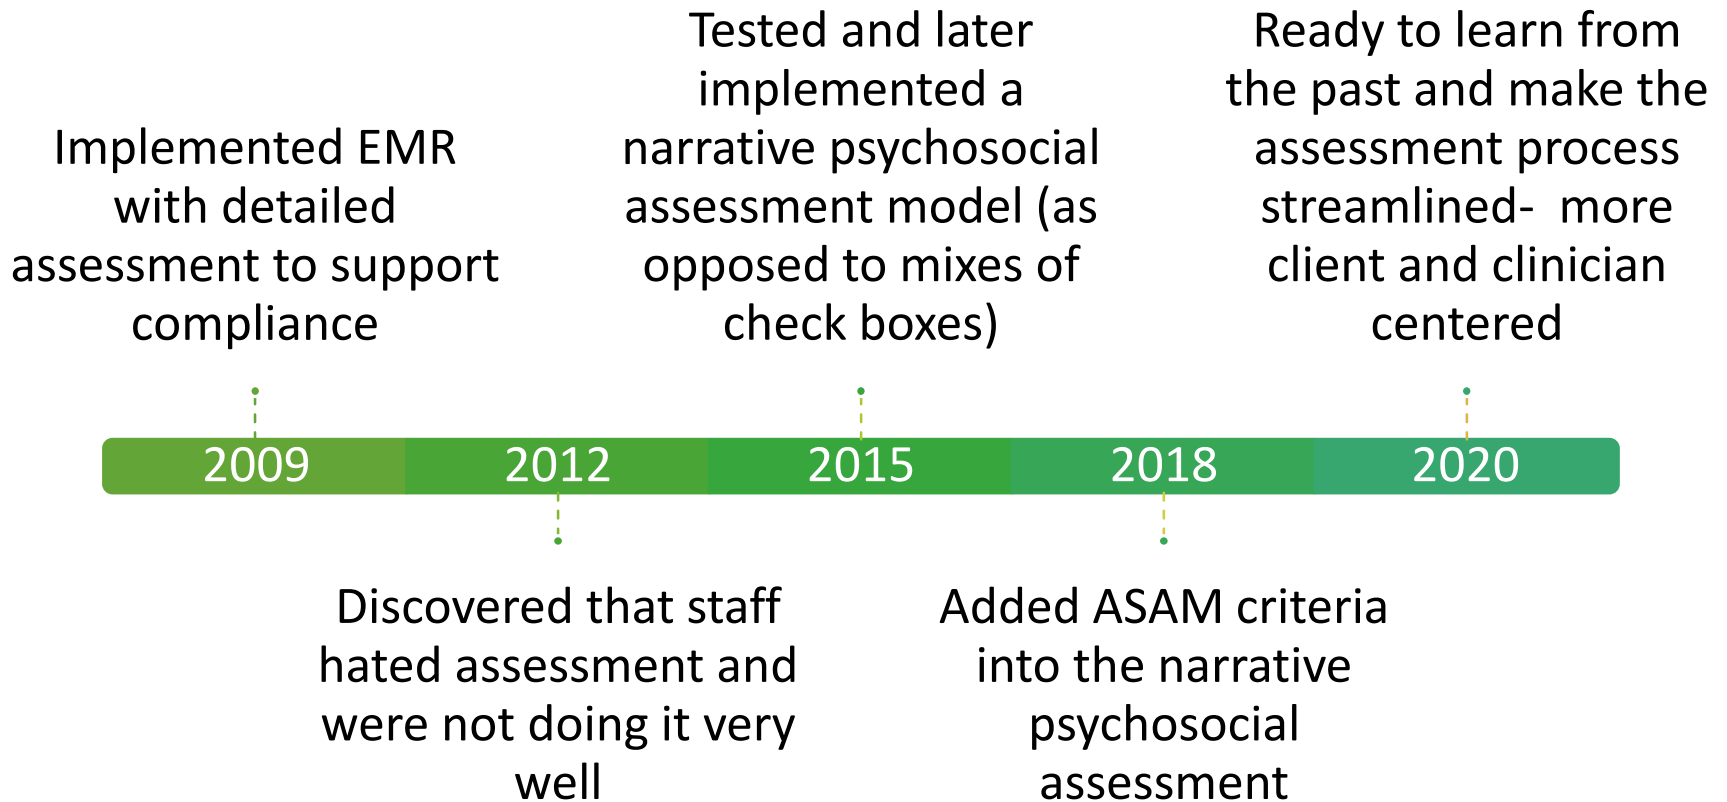 Implemented EMR
with detailed
assessment to support
compliance
Tested and later
implemented a
narrative psychosocial
assessment model (as
opposed to mixes of
check boxes)
Ready to learn from
the past and make the
assessment process
streamlined-  more
client and clinician
centered
2009
2012
2015
2018
2020
Discovered that staff
hated assessment and
were not doing it very
well
Added ASAM criteria
into the narrative
psychosocial
assessment